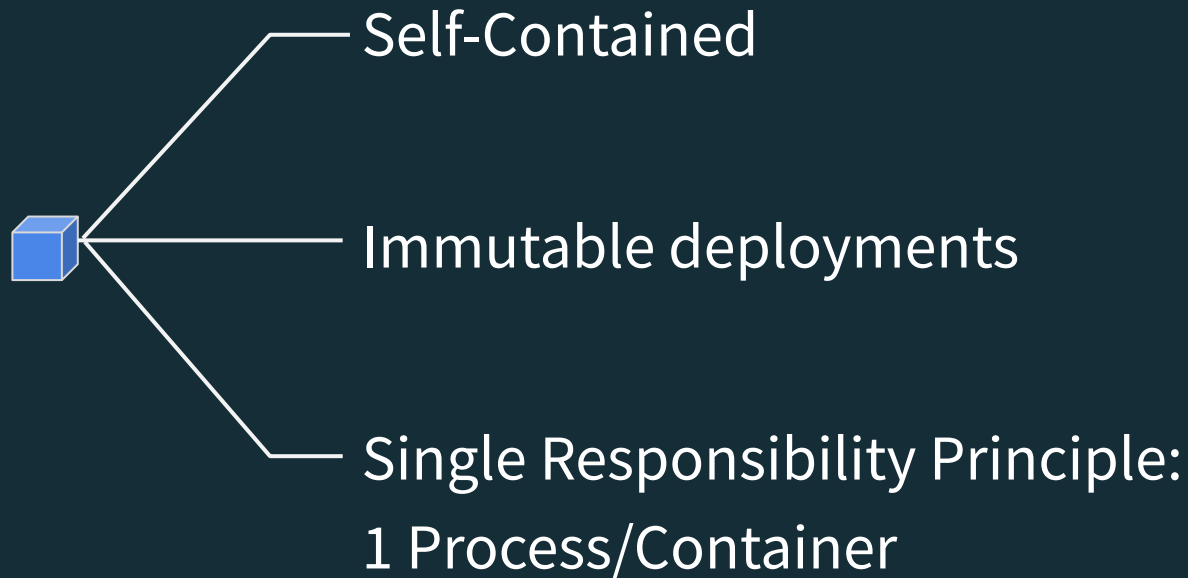 Self-Contained
Immutable deployments
Single Responsibility Principle:
1 Process/Container